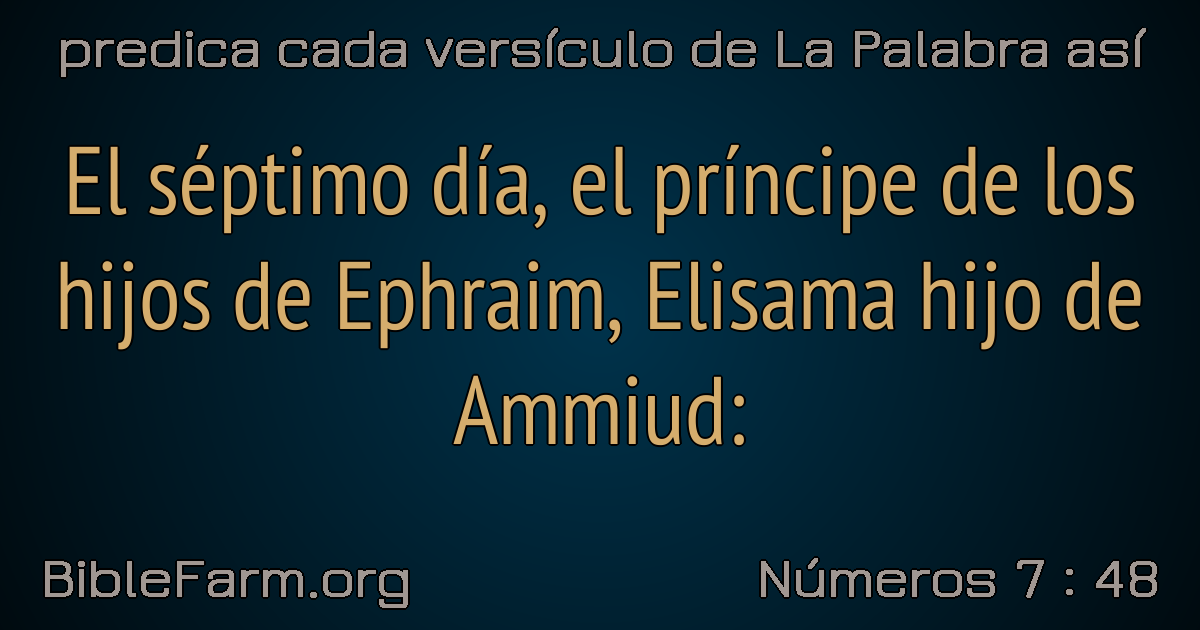 predica cada versículo de La Palabra así
El séptimo día, el príncipe de los
hijos de Ephraim, Elisama hijo de
Ammiud:
BibleFarm.org
Números 7 : 48